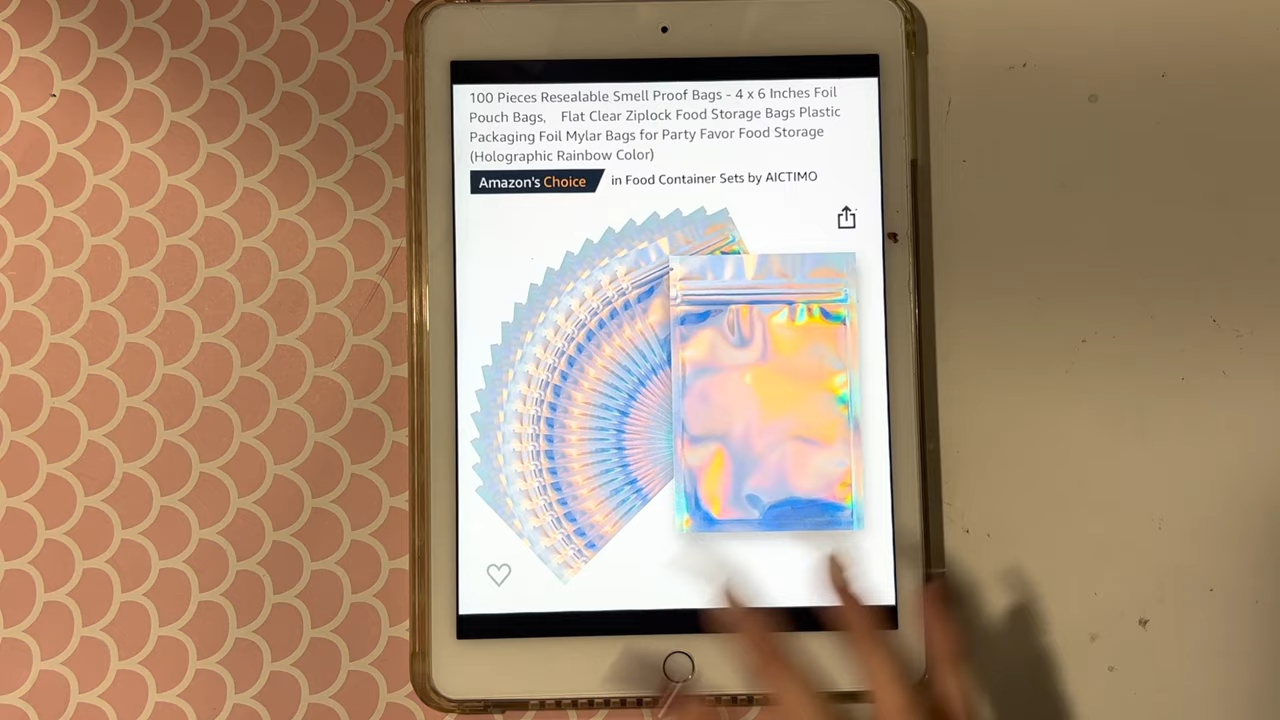 100 Pieces Resealable Smell Proof Bags - 4 x 6 Inches Foil
Pouch Bags, Flat Clear Ziplock Food Storage Bags Plastic
Packaging Foil Mylar Bags for Party Favor Food Storage
(Holographic Rainbow Color)
Amazon's Choice in Food Container Sets by AICTIMO